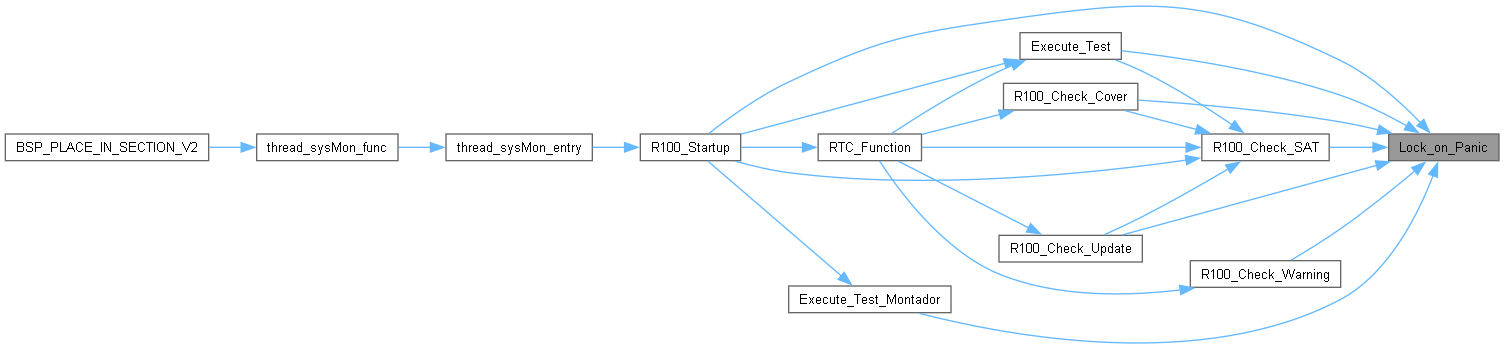 Execute_Test
R100_Check_Cover
BSP_PLACE_IN_SECTION_V2
thread_sysMon_func
thread_sysMon_entry
R100_Startup
RTC_Function
R100_Check_SAT
Lock_on_Panic
R100_Check_Update
R100_Check_Warning
Execute_Test_Montador